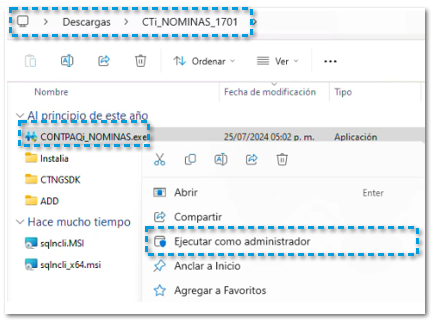 Descargas > CTi_NOMINAS_1701 >
Ordenar Ver ...
Nombre Fecha de modificación Tipo
Al principio de este año
CONTPAQi_NOMINAS.exe 25/07/2024 05:02 p. m. Aplicación
Instalia
CTNGSDK
ADD
Hace mucho tiempo
sqlncli.MSI
sqlncli_x64.msi
Abrir Enter
Compartir
Ejecutar como administrador
Anclar a Inicio
Agregar a Favoritos